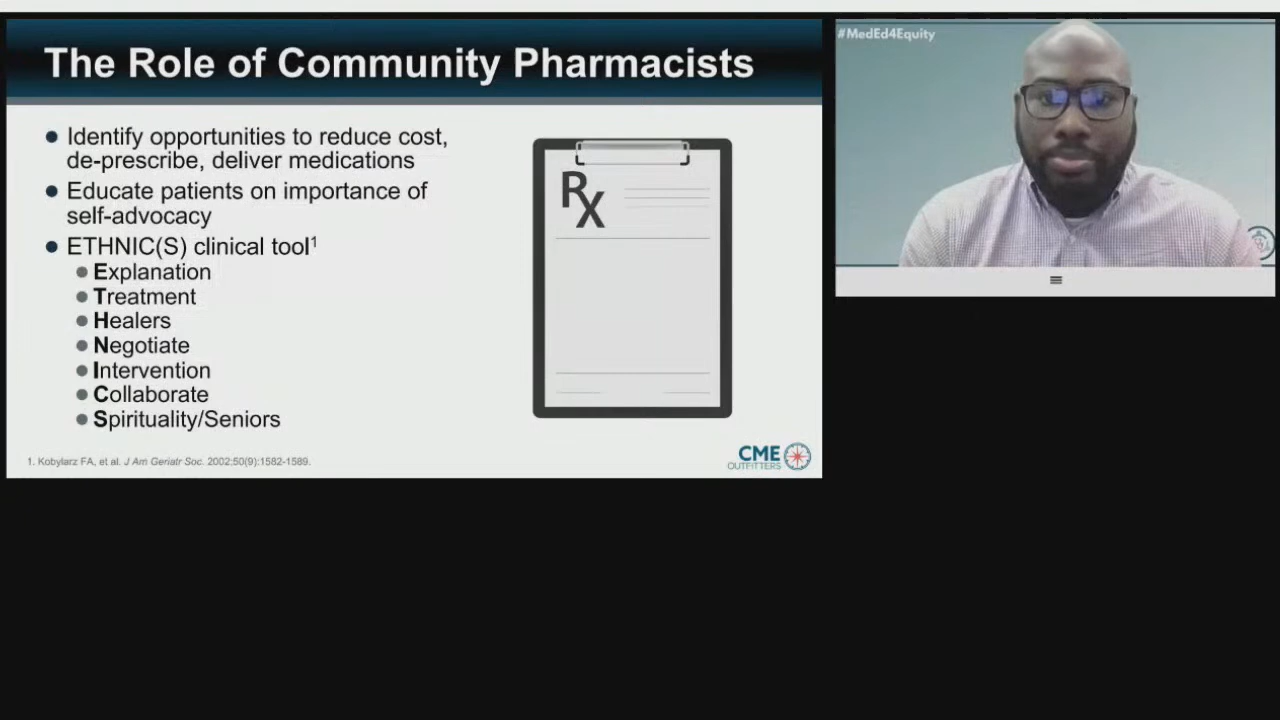 The Role of Community Pharmacists
● Identify opportunities to reduce cost,
de-prescribe, deliver medications
● Educate patients on importance of
self-advocacy
● ETHNIC(S) clinical tool¹
● Explanation
● Treatment
● Healers
● Negotiate
● Intervention
● Collaborate
● Spirituality/Seniors
Rx
1. Kobylarz FA, et al. J Am Geriatr Soc. 2002;50(9):1582-1589.
CME
OUTFITTERS
#MedEd4Equity